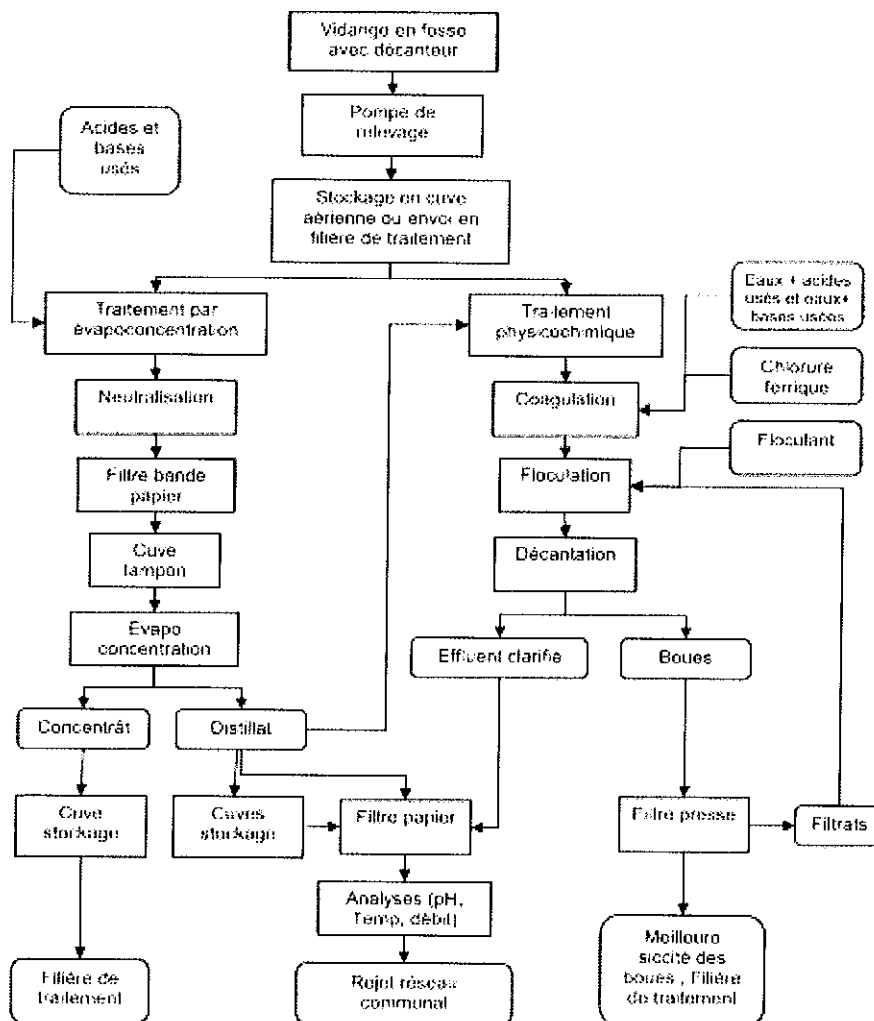 Vidange en fosse
avec décanteur
Pompe de
relevage
Acides et
bases
usés
Stockage en cuve
aérienne ou envoi en
filière de traitement
Traitement par
évapoconcentration
Traitement
physicochimique
Eaux + acides
usés et eaux+
bases usées
Neutralisation
Coagulation
Chlorure
ferrique
Filtre bande
papier
Floculation
Floculant
Cuve
tampon
Décantation
Evapo
concentration
Effluent clarifié
Boues
Concentrât
Distillat
Cuve
stockage
Cuves
stockage
Filtre papier
Filtre presse
Filtrats
Analyses (pH,
Temp, débit)
Filière de
traitement
Rejet réseau
communal
Meilleure
siccité des
boues , Filière
de traitement